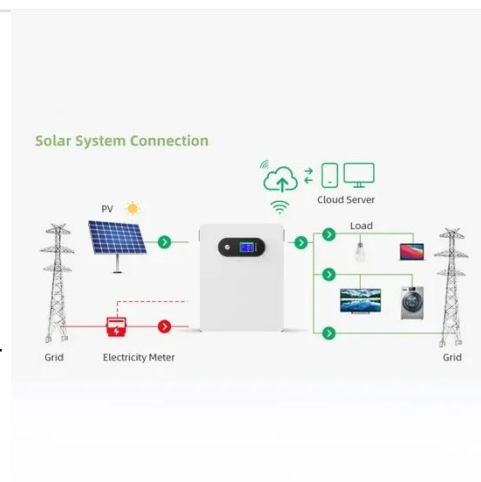 Solar System Connection
Cloud Server
PV
Load
Grid
Electricity Meter
Grid